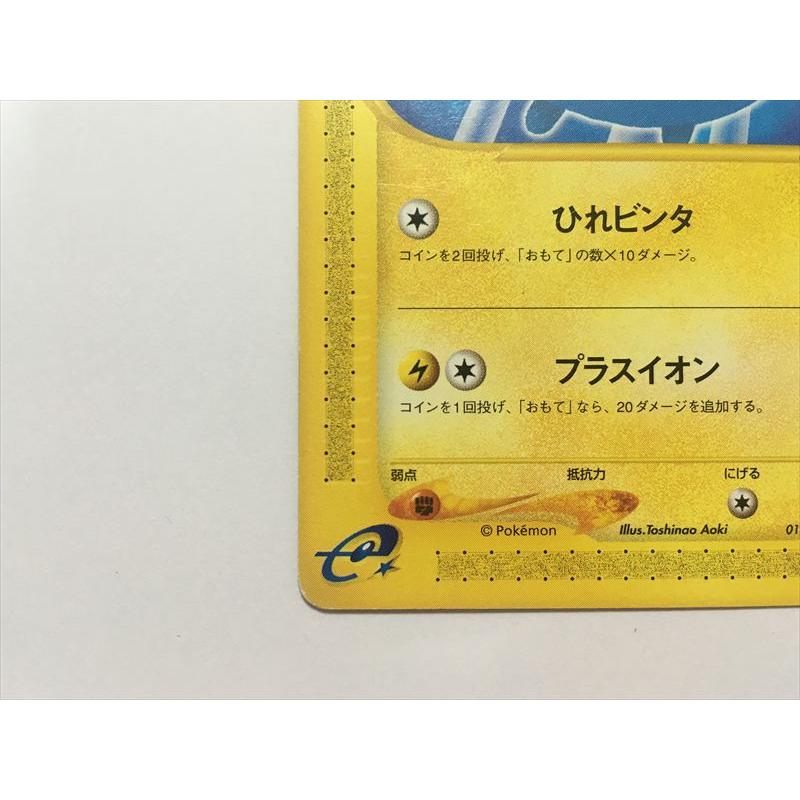 ひれビンタ
コインを2回投げ、「おもて」の数×10ダメージ。
プラスイオン
コインを1回投げ、「おもて」なら、20ダメージを追加する。
弱点 抵抗力 にげる
© Pokémon Illus.Toshinao Aoki 01
e